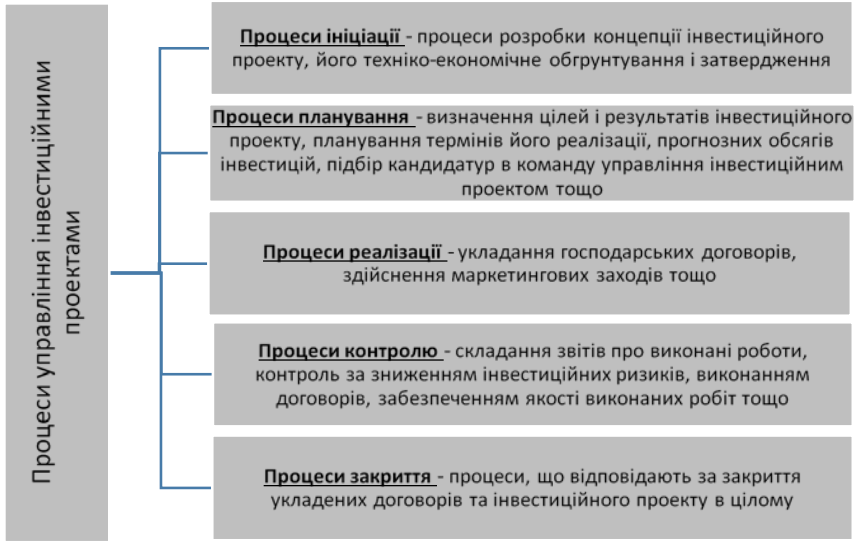 Процеси управління інвестиційними
проектами
Процеси ініціації - процеси розробки концепції інвестиційного
проекту, його техніко-економічне обгрунтування і затвердження
Процеси планування - визначення цілей і результатів інвестиційного
проекту, планування термінів його реалізації, прогнозних обсягів
інвестицій, підбір кандидатур в команду управління інвестиційним
проектом тощо
Процеси реалізації - укладання господарських договорів,
здійснення маркетингових заходів тощо
Процеси контролю - складання звітів про виконані роботи,
контроль за зниженням інвестиційних ризиків, виконанням
договорів, забезпеченням якості виконаних робіт тощо
Процеси закриття - процеси, що відповідають за закриття
укладених договорів та інвестиційного проекту в цілому